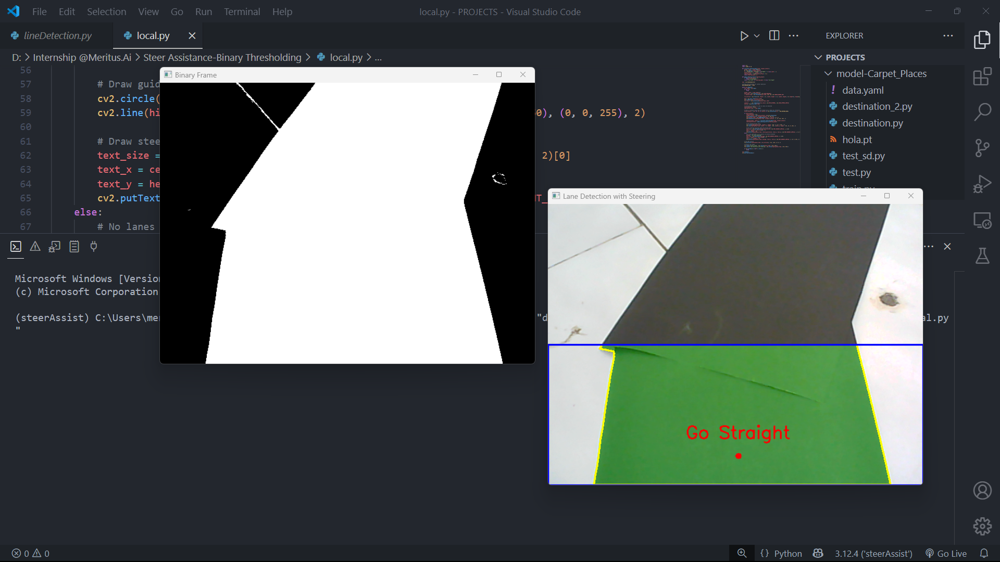 File Edit Selection View Go Run Terminal Help
local.py - PROJECTS - Visual Studio Code
lineDetection.py
local.py
EXPLORER
D: > Internship @Meritus.Ai > Steer Assistance-Binary Thresholding > local.py > ...
PROJECTS
model-Carpet_Places
data.yaml
destination_2.py
destination.py
hola.pt
test_sd.py
test.py
train.py
56
57 # Draw guid
58 cv2.circle(
59 cv2.line(hi 0), (0, 0, 255), 2)
60
61 # Draw stee
62 text_size = 2)[0]
63 text_x = ce
64 text_y = he
65 cv2.putText T_
66 else:
67 # No lanes
Binary Frame
Lane Detection with Steering
Go Straight
Microsoft Windows [Version
(c) Microsoft Corporation
(steerAssist) C:\Users\mer "d al.py
"
0 0
{} Python
3.12.4 ('steerAssist')
Go Live